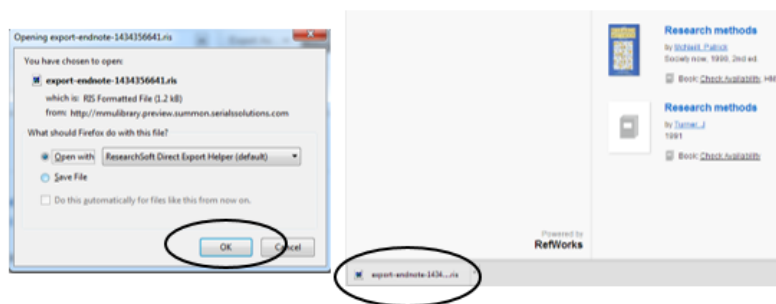 Opening export-endnote-1434356641.ris
You have chosen to open:
export-endnote-1434356641.ris
which is: RIS Formatted File (1.2 kB)
from: http://mmulibrary.preview.summon.serialssolutions.com
What should Firefox do with this file?
Open with ResearchSoft Direct Export Helper (default)
Save File
Do this automatically for files like this from now on.
OK Cancel
Research methods
by McNeill, Patrick
Society now, 1990, 2nd ed.
Book: Check Availability, HM
Research methods
by Turner, J
1991
Book: Check Availability
Powered by
RefWorks
export-endnote-1434....ris